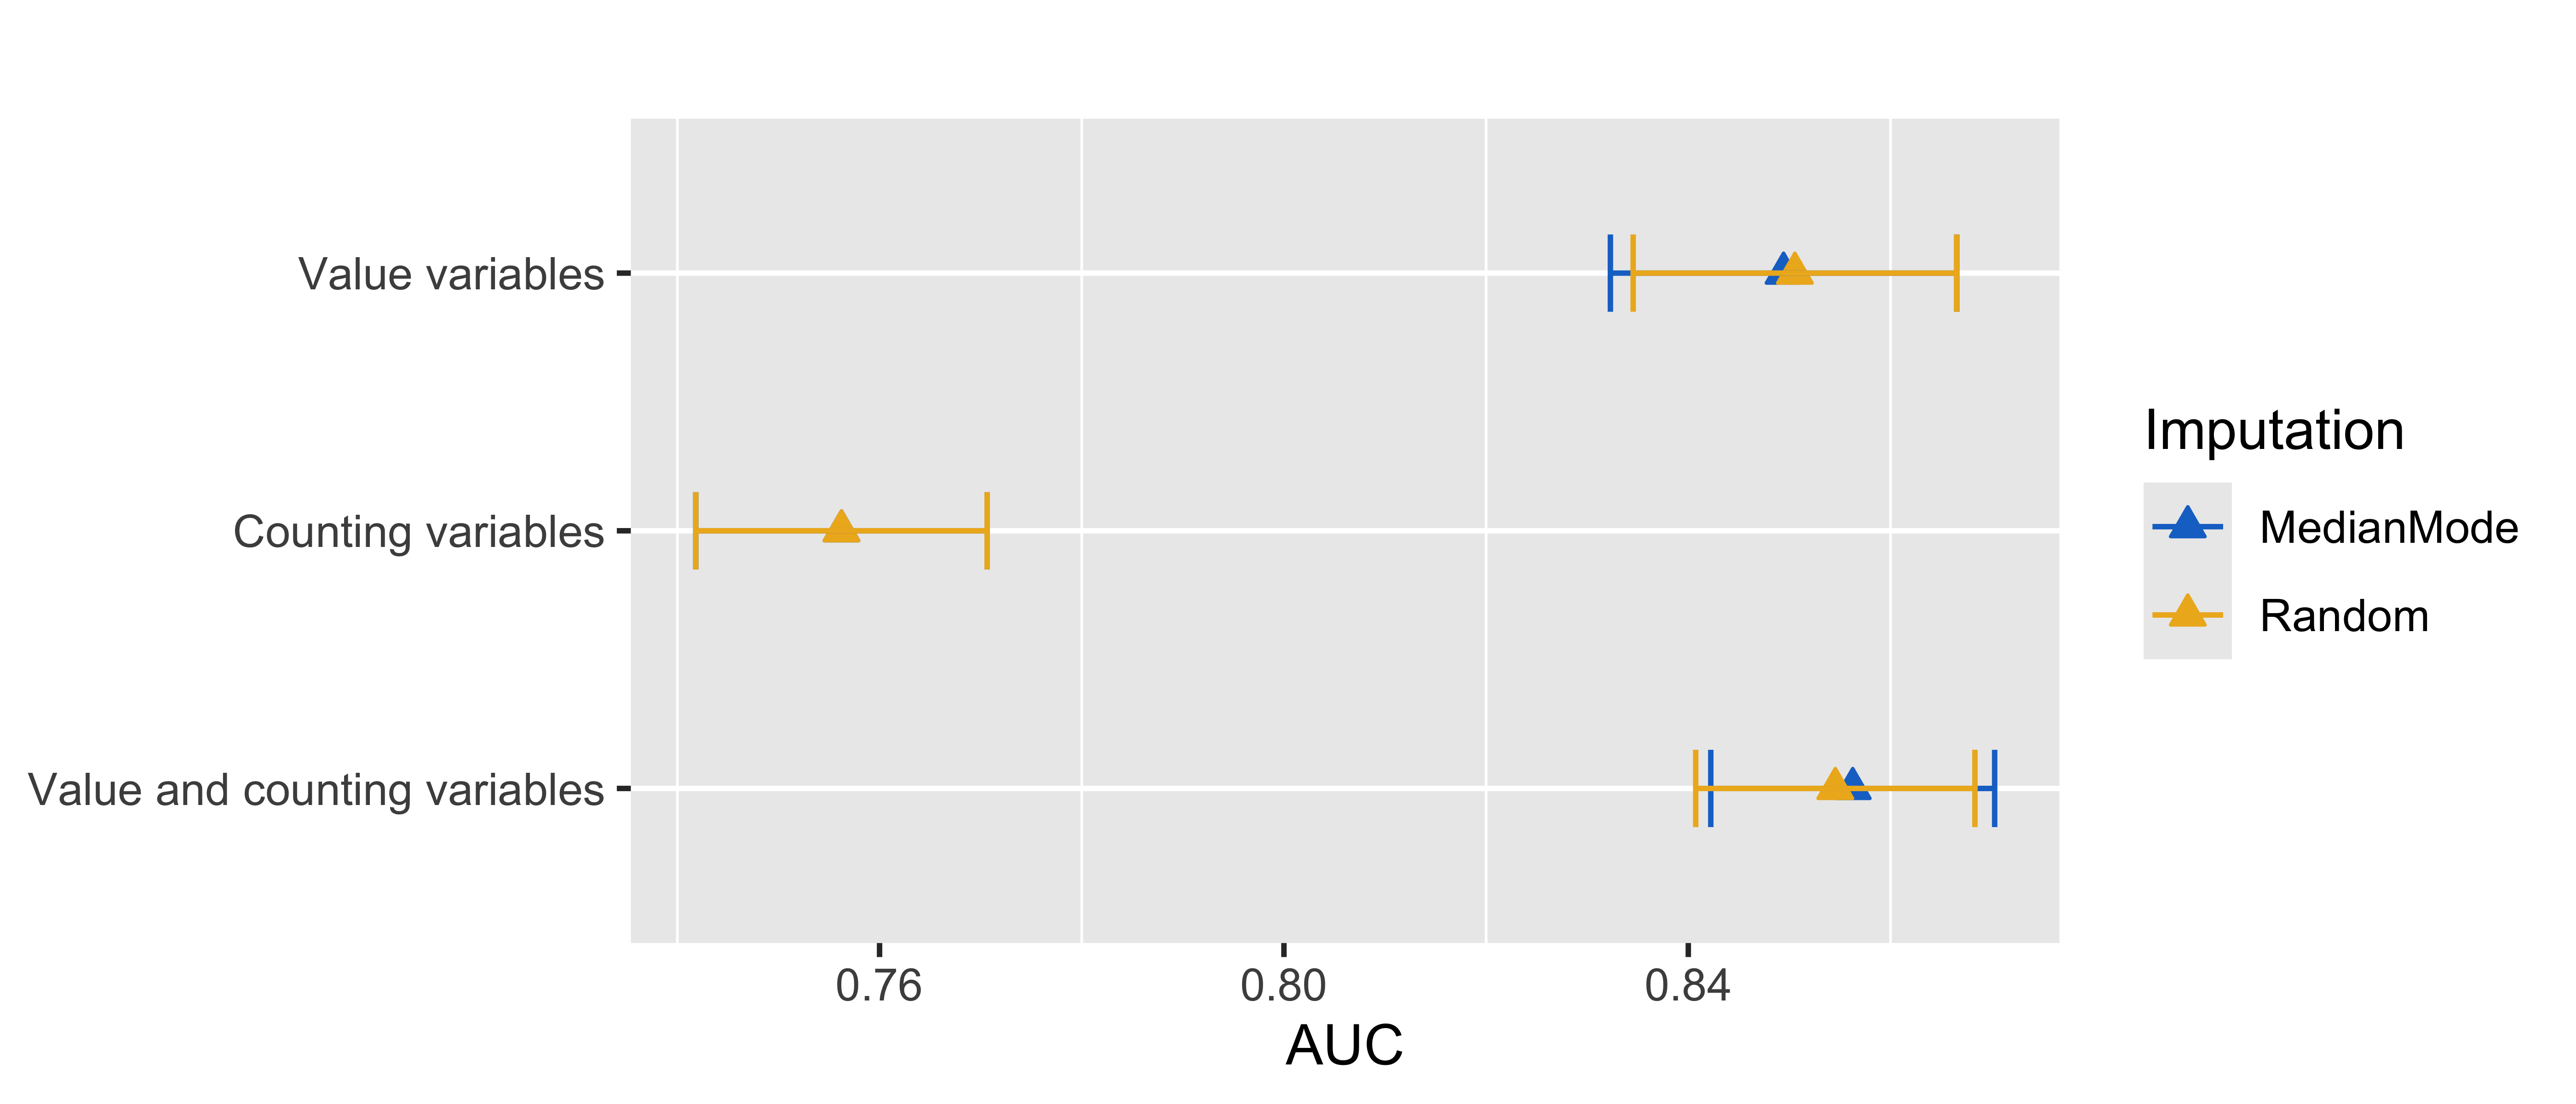 Value variables
Counting variables
Value and counting variables
0.76
0.80
0.84
AUC
Imputation
MedianMode
Random